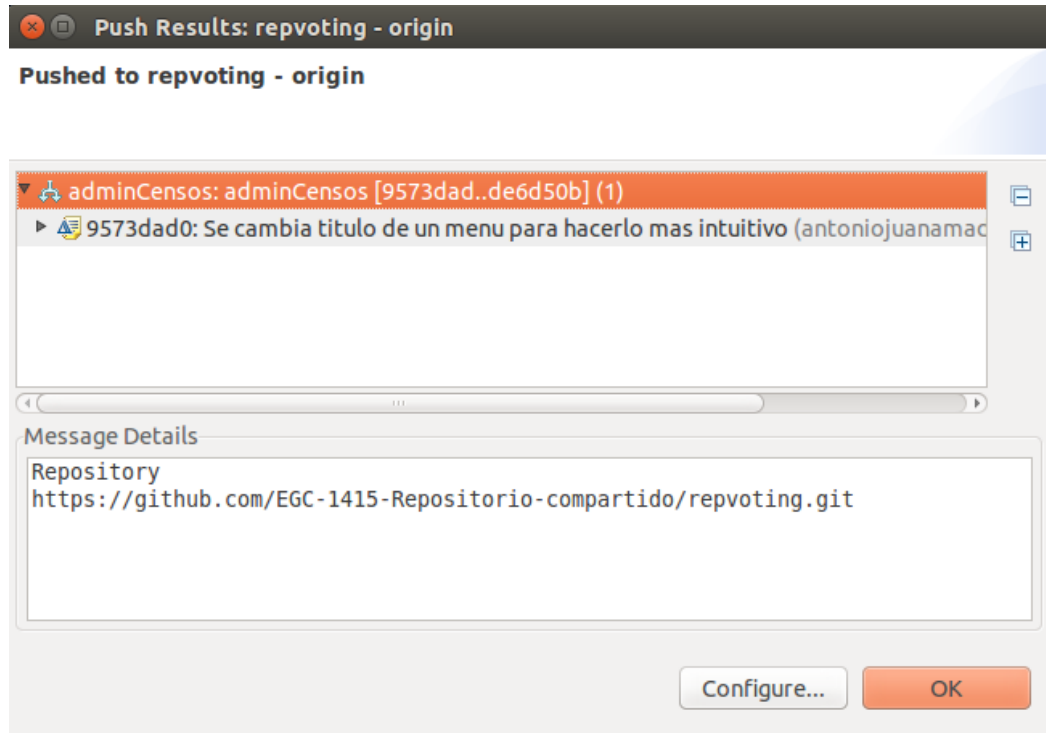 Push Results: repvoting - origin
Pushed to repvoting - origin
adminCensos: adminCensos [9573dad..de6d50b] (1)
9573dad0: Se cambia titulo de un menu para hacerlo mas intuitivo (antoniojuanamac
Message Details
Repository
https://github.com/EGC-1415-Repositorio-compartido/repvoting.git
Configure...
OK